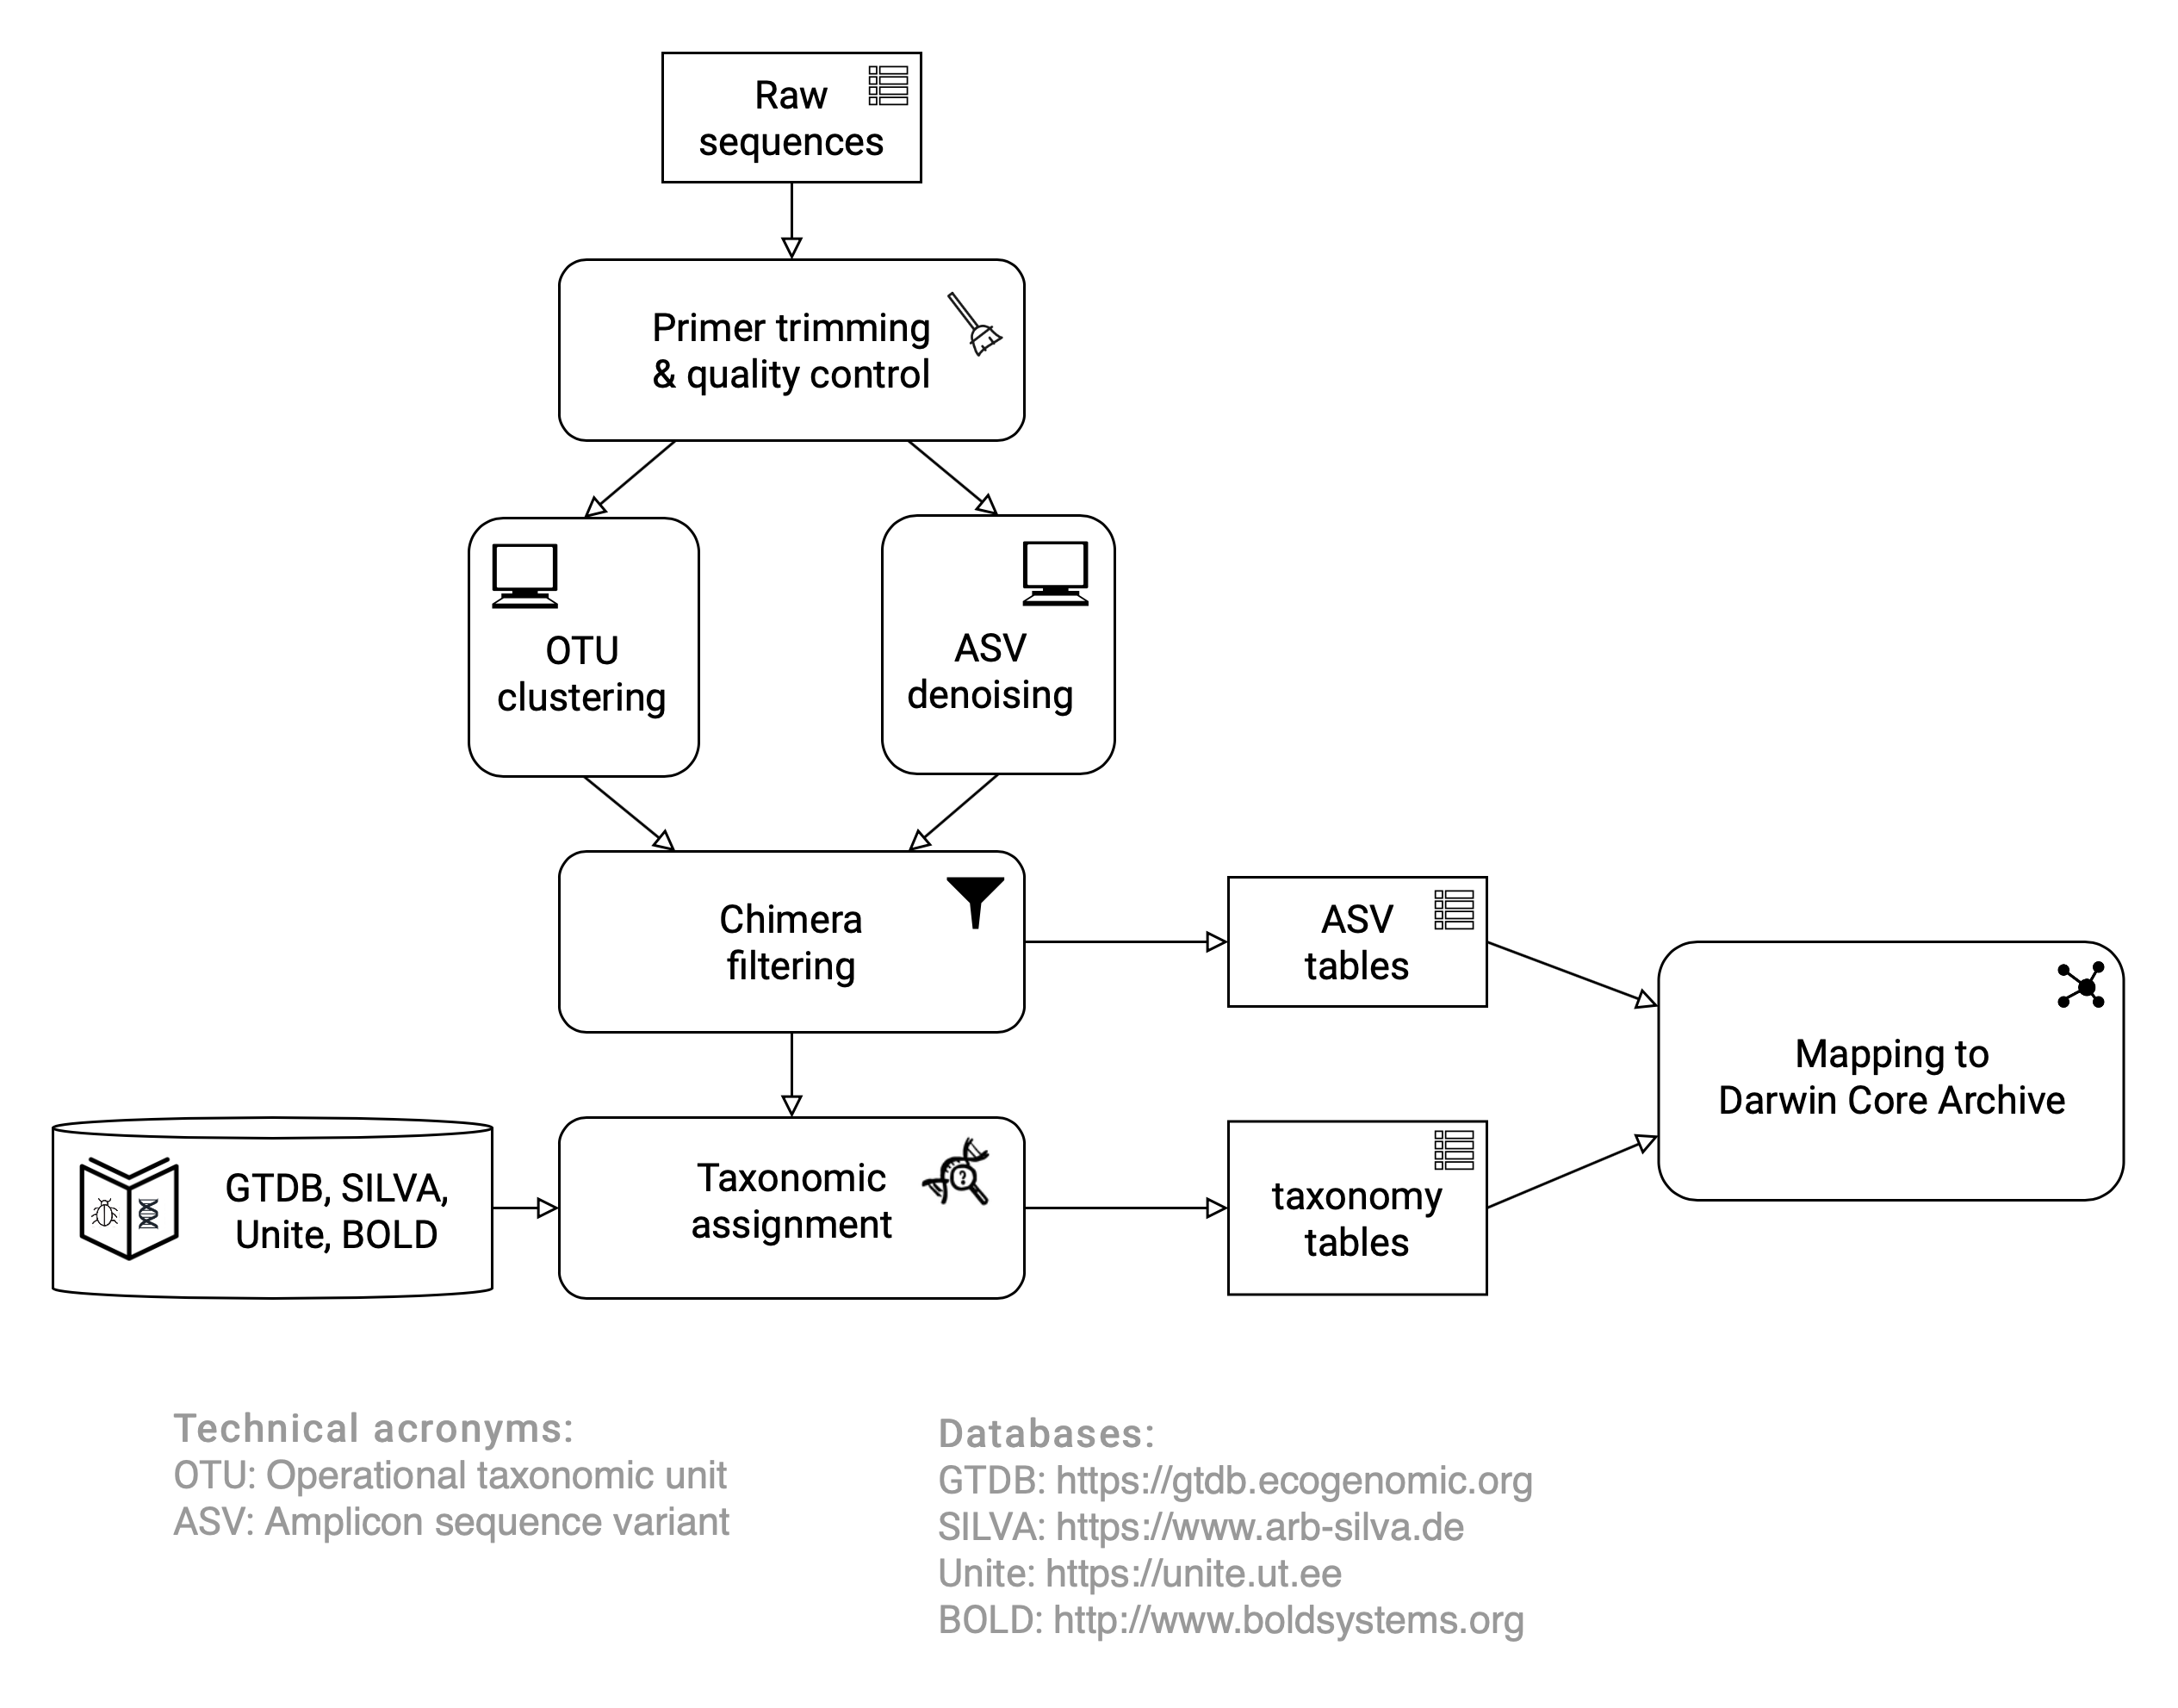 Raw
sequences
Primer trimming
& quality control
OTU
clustering
ASV
denoising
Chimera
filtering
ASV
tables
Mapping to
Darwin Core Archive
GTDB, SILVA,
Unite, BOLD
Taxonomic
assignment
?
taxonomy
tables
Technical acronyms:
OTU: Operational taxonomic unit
ASV: Amplicon sequence variant
Databases:
GTDB: https://gtdb.ecogenomic.org
SILVA: https://www.arb-silva.de
Unite: https://unite.ut.ee
BOLD: http://www.boldsystems.org